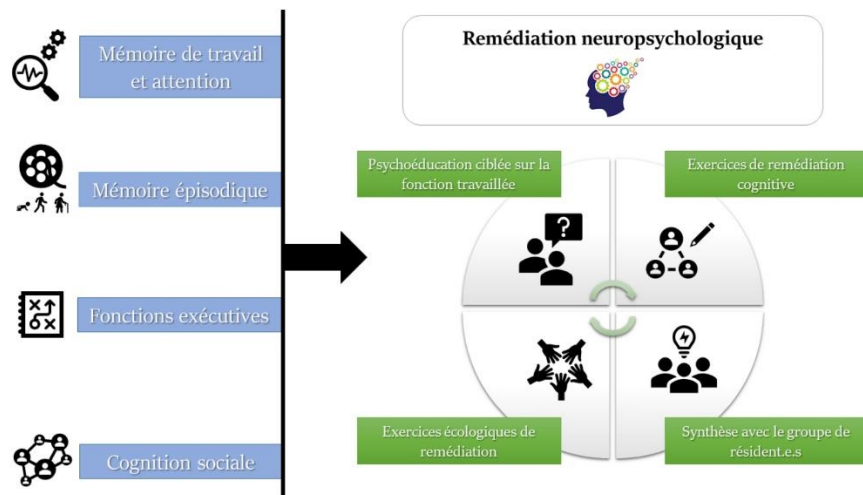 Mémoire de travail
et attention
Mémoire épisodique
Fonctions exécutives
Cognition sociale
Remédiation neuropsychologique
Psychoéducation ciblée sur la
fonction travaillée
Exercices de remédiation
cognitive
Exercices écologiques de
remédiation
Synthèse avec le groupe de
résident.e.s